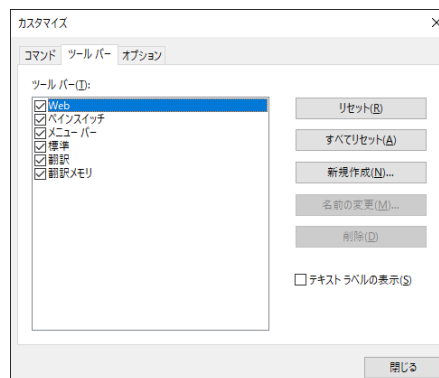 カスタマイズ
コマンド ツール バー オプション
ツール バー(T):
Web
ペインスイッチ
メニュー バー
標準
翻訳
翻訳メモリ
リセット(R)
すべてリセット(A)
新規作成(N)...
名前の変更(M)...
削除(D)
テキスト ラベルの表示(S)
閉じる